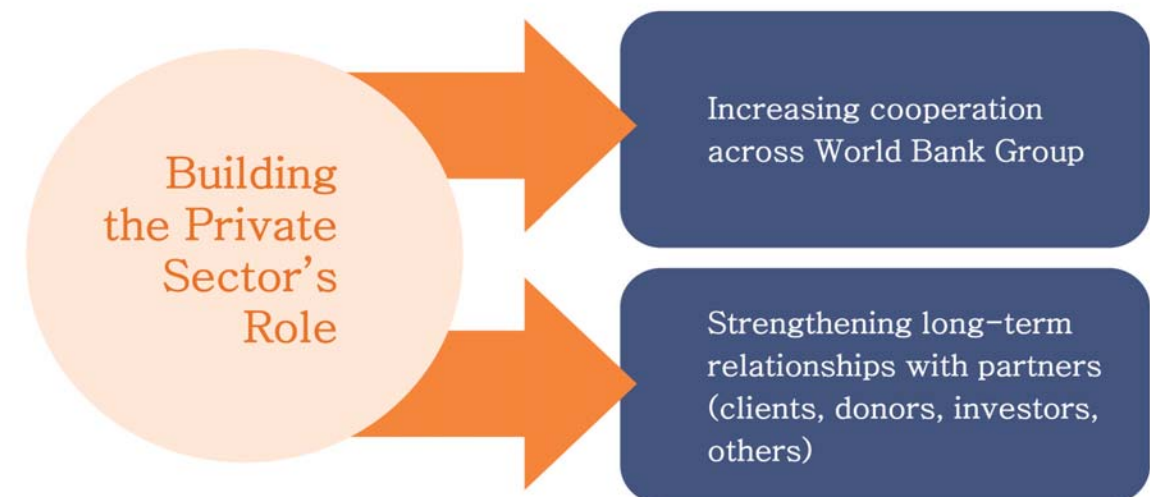 Building
the Private
Sector’s
Role
Increasing cooperation
across World Bank Group
Strengthening long-term
relationships with partners
(clients, donors, investors,
others)